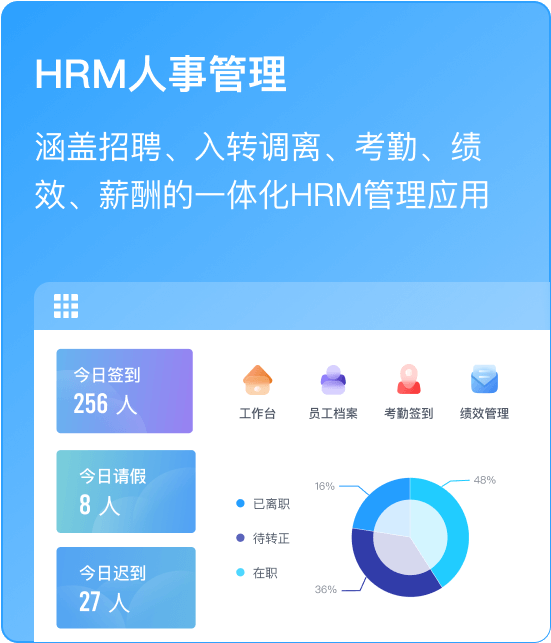 HRM人事管理
涵盖招聘、入转调离、考勤、绩
效、薪酬的一体化HRM管理应用
今日签到
256 人
工作台
员工档案
考勤签到
绩效管理
今日请假
8 人
16%
48%
已离职
待转正
在职
今日迟到
27 人
36%